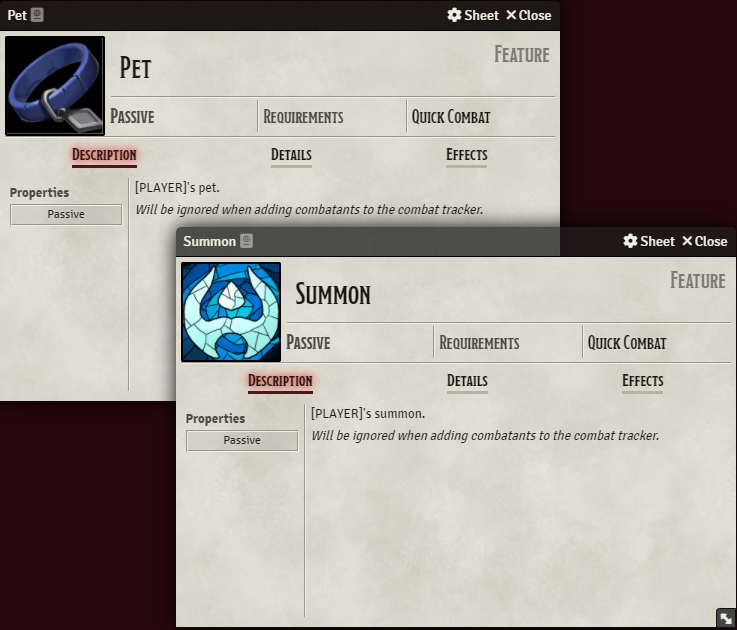 Pet
Sheet Close
Pet
Feature
Passive Requirements Quick Combat
Description Details Effects
Properties
Passive
[PLAYER]'s pet.
Will be ignored when adding combatants to the combat tracker.
Summon
Sheet Close
Summon
Feature
Passive Requirements Quick Combat
Description Details Effects
Properties
Passive
[PLAYER]'s summon.
Will be ignored when adding combatants to the combat tracker.